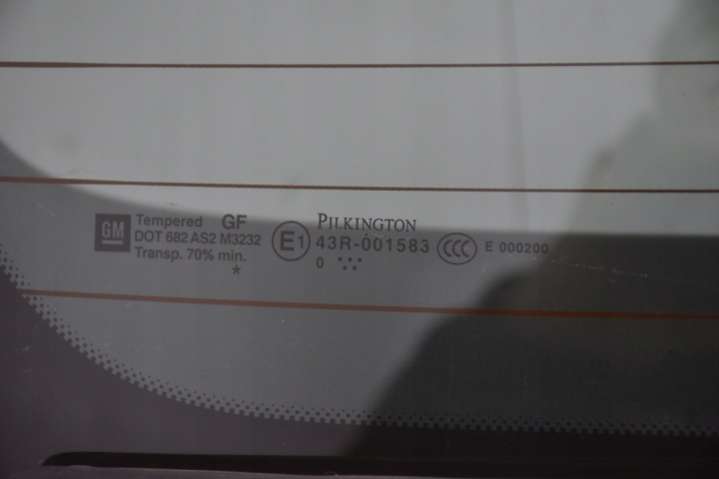 GM
Tempered GF
DOT 682 AS2 M3232
Transp. 70% min.
*
E1
PILKINGTON
43R-001583
0
CCC
E 000200